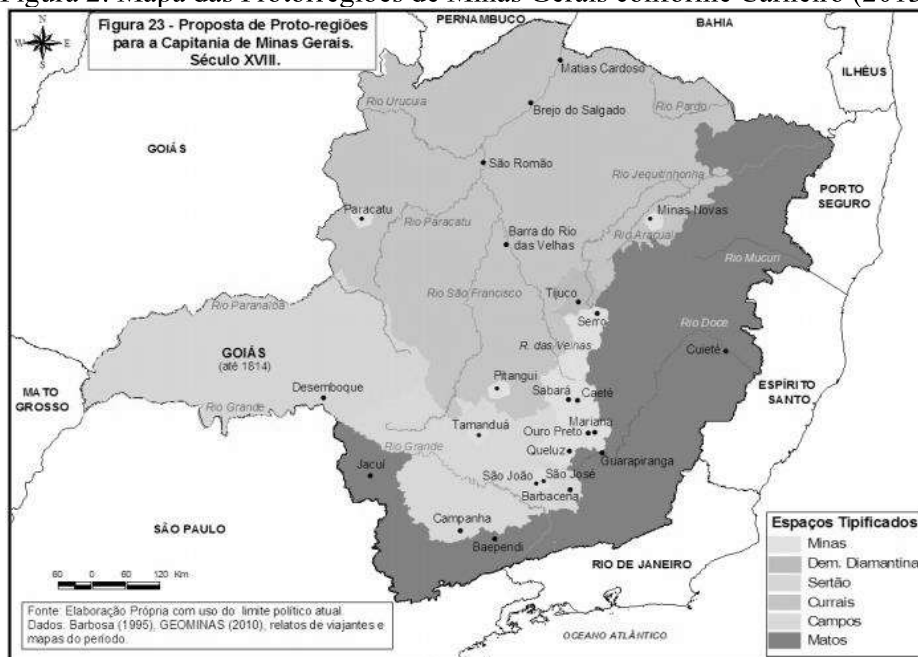 Figura 2: Mapa das Protorregiões de Minas Gerais conforme Carneiro (2013
Figura 23 - Proposta de Proto-regiões
para a Capitania de Minas Gerais.
Século XVIII.
N
W
E
S
PERNAMBUCO
BAHIA
ILHÉUS
Matias Cardoso
Rio Urucuia
Rio Pardo
Brejo do Salgado
GOIÁS
São Romão
Rio Jequitinhonha
PORTO
SEGURO
Paracatu
Rio Paracatu
Minas Novas
Rio Araçuaí
Barra do Rio
das Velhas
Rio Mucuri
Rio São Francisco
Tijuco
Rio Paranaíba
Serro
Rio Doce
R. das Velhas
Cuieté
GOIÁS
(até 1814)
Pitangui
Sabará
Caeté
MATO
GROSSO
Desemboque
ESPÍRITO
SANTO
Rio Grande
Tamanduá
Mariana
Ouro Preto
Rio Grande
Queluz
Guarapiranga
Jacuí
São João
São José
Barbacena
Campanha
SÃO PAULO
Baependi
RIO DE JANEIRO
Espaços Tipificados
Minas
Dem. Diamantina
Sertão
Currais
Campos
Matos
60 0 60 120 Km
Fonte: Elaboração Própria com uso do limite político atual.
Dados: Barbosa (1995), GEOMINAS (2010), relatos de viajantes e
mapas do período.
OCEANO ATLÂNTICO